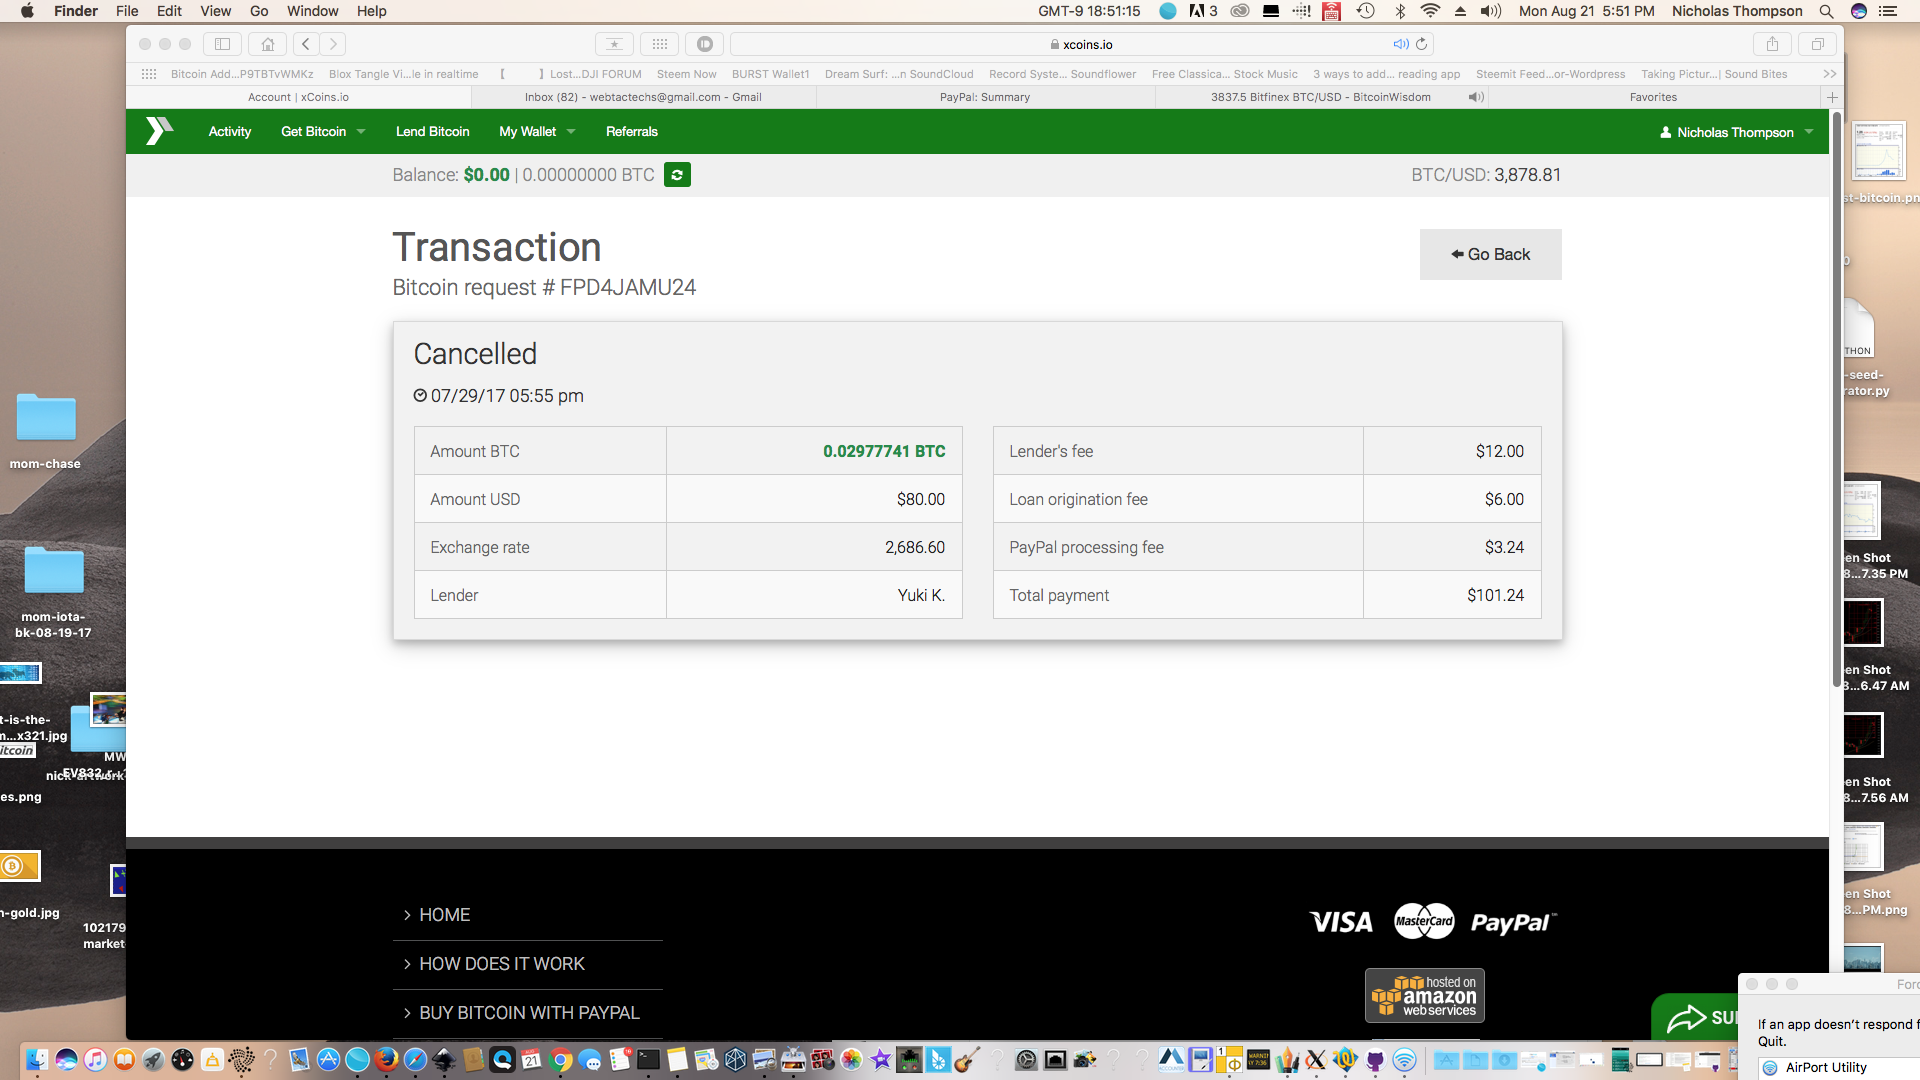 Finder File Edit View Go Window Help GMT-9 18:51:15 3 Mon Aug 21 5:51 PM Nicholas Thompson
xcoins.io
Bitcoin Add...P9TBTvWMKz Blox Tangle Vi...le in realtime 【 】Lost...DJI FORUM Steem Now BURST Wallet1 Dream Surf: ...n SoundCloud Record Syste... Soundflower Free Classica... Stock Music 3 ways to add... reading app Steemit Feed...or-Wordpress Taking Pictur...| Sound Bites >>
Account | xCoins.io Inbox (82) - webtactechs@gmail.com - Gmail PayPal: Summary 3837.5 Bitfinex BTC/USD - BitcoinWisdom Favorites
Activity Get Bitcoin Lend Bitcoin My Wallet Referrals Nicholas Thompson
Balance: $0.00 | 0.00000000 BTC BTC/USD: 3,878.81
Transaction
Go Back
Bitcoin request # FPD4JAMU24
Cancelled
07/29/17 05:55 pm
Amount BTC 0.02977741 BTC
Amount USD $80.00
Exchange rate 2,686.60
Lender Yuki K.
Lender's fee $12.00
Loan origination fee $6.00
PayPal processing fee $3.24
Total payment $101.24
> HOME
> HOW DOES IT WORK
> BUY BITCOIN WITH PAYPAL
VISA MasterCard PayPal™
hosted on
amazon
web services
SU
Forc
If an app doesn't respond f
Quit.
AirPort Utility
mom-chase
mom-iota-
bk-08-19-17
t-is-the-
m...x321.jpg
itcoin
MW
es.png
n-gold.jpg
102179
market
st-bitcoin.pn
THON
-seed-
rator.py
en Shot
8...7.35 PM
en Shot
8...6.47 AM
en Shot
8...7.56 AM
en Shot
8...PM.png